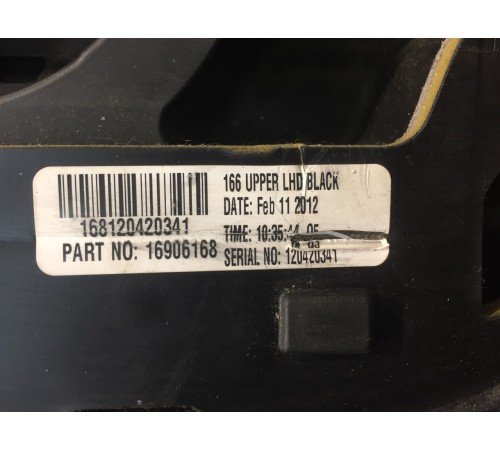 168120420341
PART NO: 16906168
166 UPPER LHD BLACK
DATE: Feb 11 2012
TIME: 10:35:44
SERIAL NO: 120420341